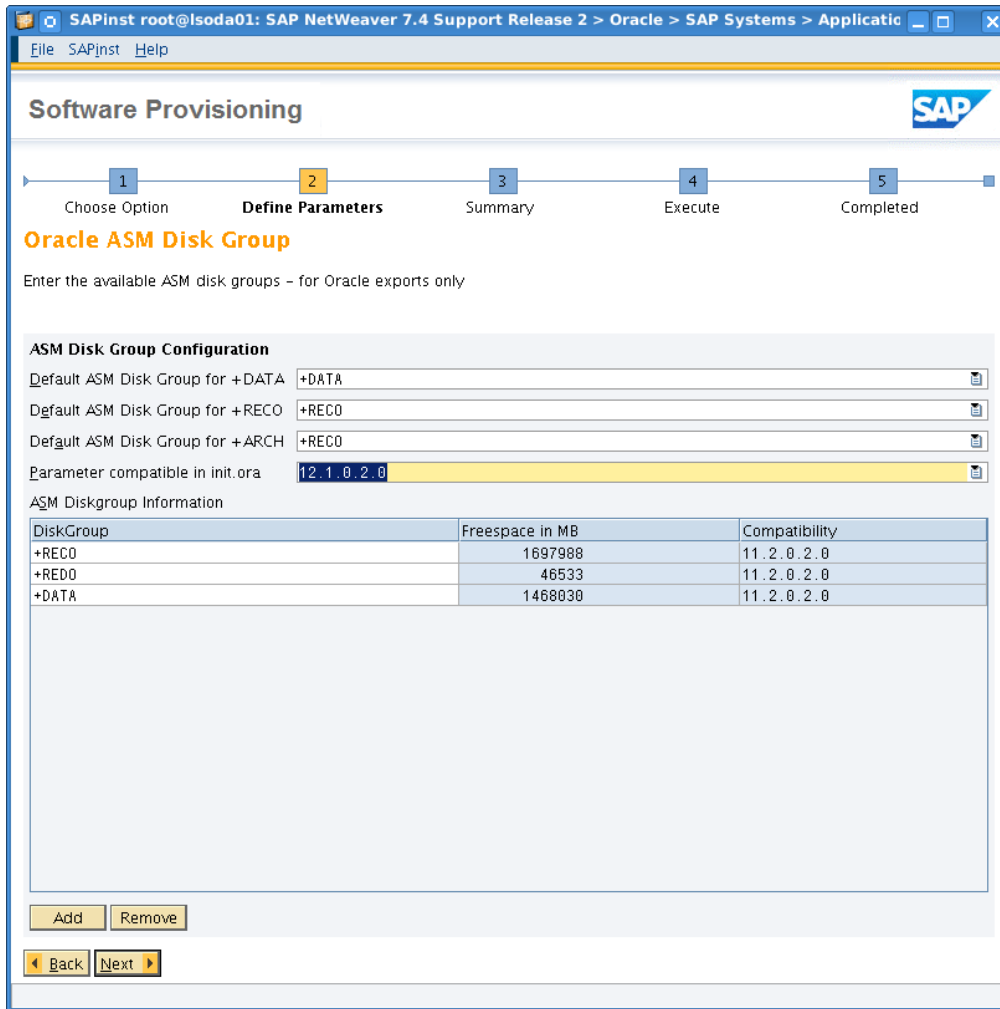 SAPinst root@lsoda01: SAP NetWeaver 7.4 Support Release 2 > Oracle > SAP Systems > Applicatio
File SAPinst Help
Software Provisioning
SAP
1 2 3 4 5
Choose Option Define Parameters Summary Execute Completed
Oracle ASM Disk Group
Enter the available ASM disk groups – for Oracle exports only
ASM Disk Group Configuration
Default ASM Disk Group for +DATA +DATA
Default ASM Disk Group for +RECO +RECO
Default ASM Disk Group for +ARCH +RECO
Parameter compatible in init.ora 12.1.0.2.0
ASM Diskgroup Information
DiskGroup Freespace in MB Compatibility
+RECO 1697988 11.2.0.2.0
+REDO 46533 11.2.0.2.0
+DATA 1468030 11.2.0.2.0
Add Remove
Back Next